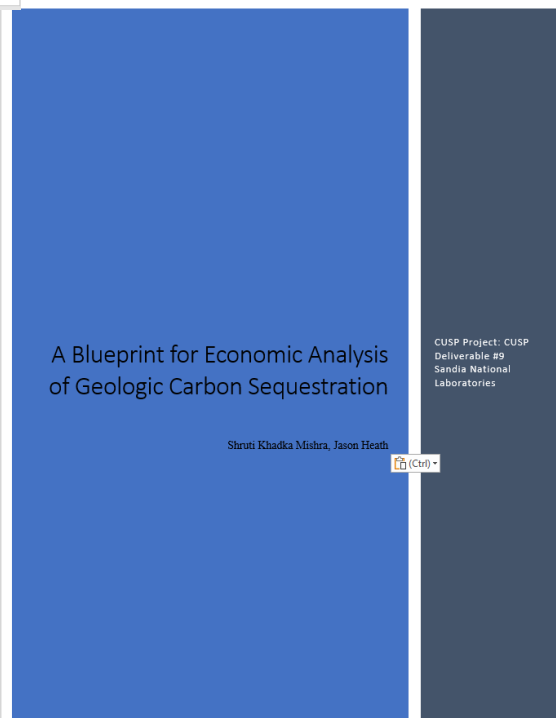 A Blueprint for Economic Analysis
of Geologic Carbon Sequestration
Shruti Khadka Mishra, Jason Heath
(Ctrl)
CUSP Project: CUSP
Deliverable #9
Sandia National
Laboratories